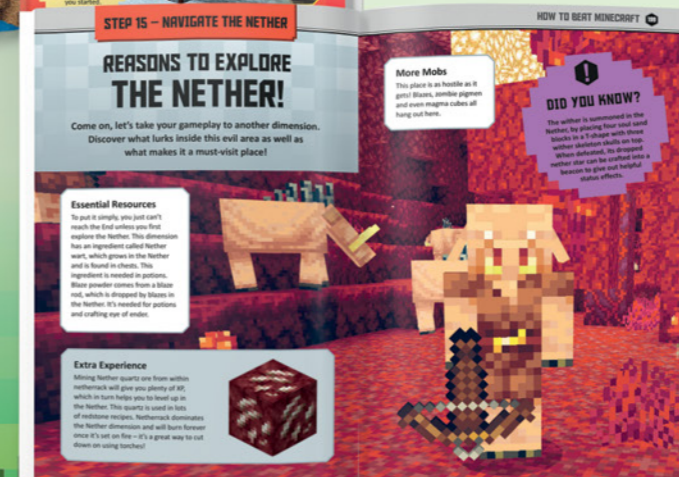 you started.
STEP 15 – NAVIGATE THE NETHER
REASONS TO EXPLORE
THE NETHER!
Come on, let's take your gameplay to another dimension.
Discover what lurks inside this evil area as well as
what makes it a must-visit place!
Essential Resources
To put it simply, you just can't
reach the End unless you first
explore the Nether. This dimension
has an ingredient called Nether
wart, which grows in the Nether
and is found in chests. This
ingredient is needed in potions.
Blaze powder comes from a blaze
rod, which is dropped by blazes in
the Nether. It's needed for potions
and crafting eye of ender.
Extra Experience
Mining Nether quartz ore from within
netherrack will give you plenty of XP,
which in turn helps you to level up in
the Nether. This quartz is used in lots
of redstone recipes. Netherrack dominates
the Nether dimension and will burn forever
once it's set on fire – it's a great way to cut
down on using torches!
HOW TO BEAT MINECRAFT
More Mobs
This place is as hostile as it
gets! Blazes, zombie pigmen
and even magma cubes all
hang out here.
!
DID YOU KNOW?
The wither is summoned in the
Nether, by placing four soul sand
blocks in a T-shape with three
wither skeleton skulls on top.
When defeated, its dropped
nether star can be crafted into a
beacon to give out helpful
status effects.